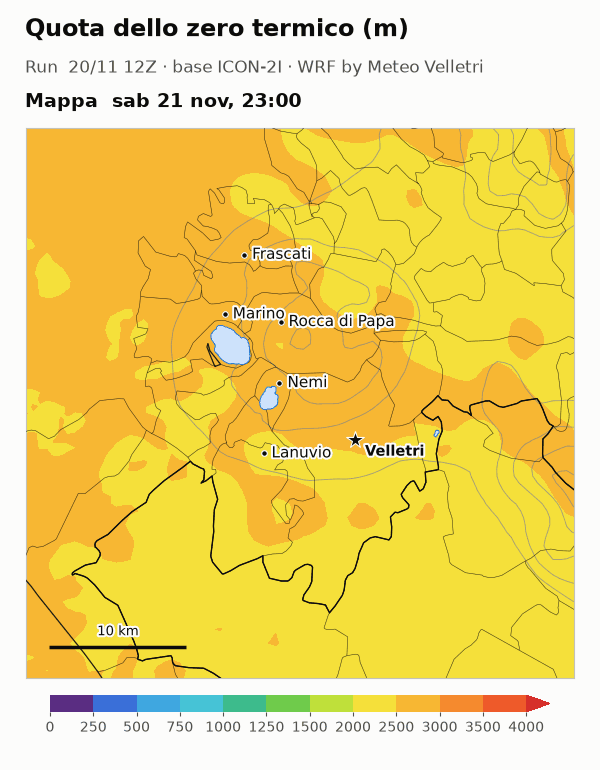 Quota dello zero termico (m)
Run  20/11 12Z · base ICON-2I · WRF by Meteo Velletri
Mappa  sab 21 nov, 23:00
Frascati
Marino
Rocca di Papa
Nemi
Velletri
Lanuvio
10 km
0 250 500 750 1000 1250 1500 2000 2500 3000 3500 4000